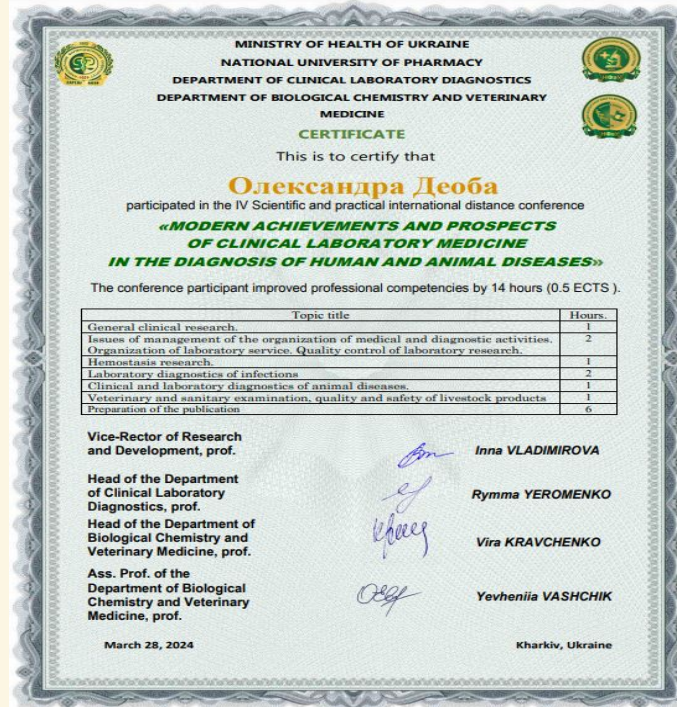 MINISTRY OF HEALTH OF UKRAINE
NATIONAL UNIVERSITY OF PHARMACY
DEPARTMENT OF CLINICAL LABORATORY DIAGNOSTICS
DEPARTMENT OF BIOLOGICAL CHEMISTRY AND VETERINARY
MEDICINE
CERTIFICATE
This is to certify that
Олександра Деоба
participated in the IV Scientific and practical international distance conference
«MODERN ACHIEVEMENTS AND PROSPECTS
OF CLINICAL LABORATORY MEDICINE
IN THE DIAGNOSIS OF HUMAN AND ANIMAL DISEASES»
The conference participant improved professional competencies by 14 hours (0.5 ECTS ).
Topic title Hours.
General clinical research. 1
Issues of management of the organization of medical and diagnostic activities. 2
Organization of laboratory service. Quality control of laboratory research.
Hemostasis research. 1
Laboratory diagnostics of infections 2
Clinical and laboratory diagnostics of animal diseases. 1
Veterinary and sanitary examination, quality and safety of livestock products 1
Preparation of the publication 6
Vice-Rector of Research
and Development, prof. Inna VLADIMIROVA
Head of the Department
of Clinical Laboratory
Diagnostics, prof. Rymma YEROMENKO
Head of the Department of
Biological Chemistry and
Veterinary Medicine, prof. Vira KRAVCHENKO
Ass. Prof. of the
Department of Biological
Chemistry and Veterinary
Medicine, prof. Yevheniia VASHCHIK
March 28, 2024 Kharkiv, Ukraine